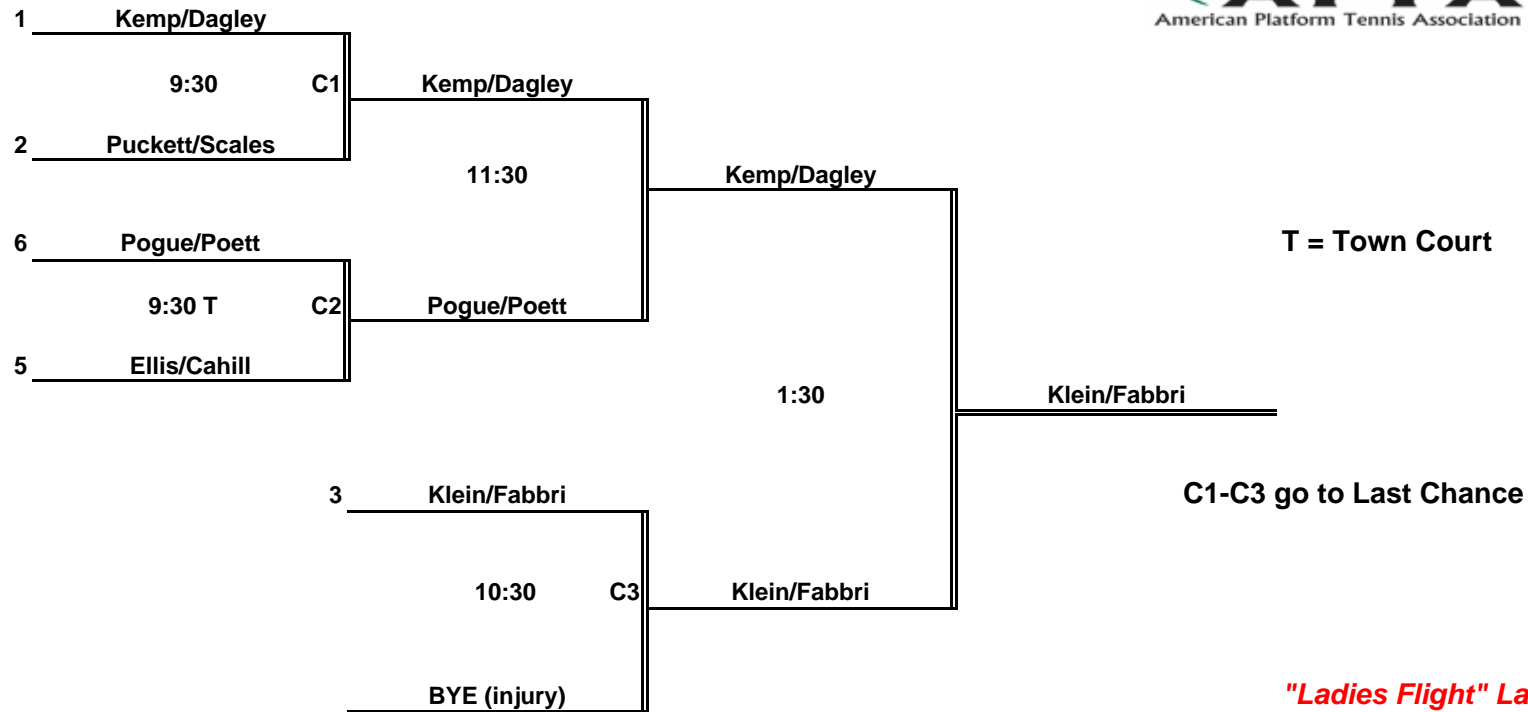 American Platform Tennis Association
1 Kemp/Dagley
9:30 C1 Kemp/Dagley
2 Puckett/Scales
11:30 Kemp/Dagley
6 Pogue/Poett T = Town Court
9:30 T C2 Pogue/Poett
5 Ellis/Cahill
1:30 Klein/Fabbri
3 Klein/Fabbri C1-C3 go to Last Chance
10:30 C3 Klein/Fabbri
BYE (injury) "Ladies Flight" La